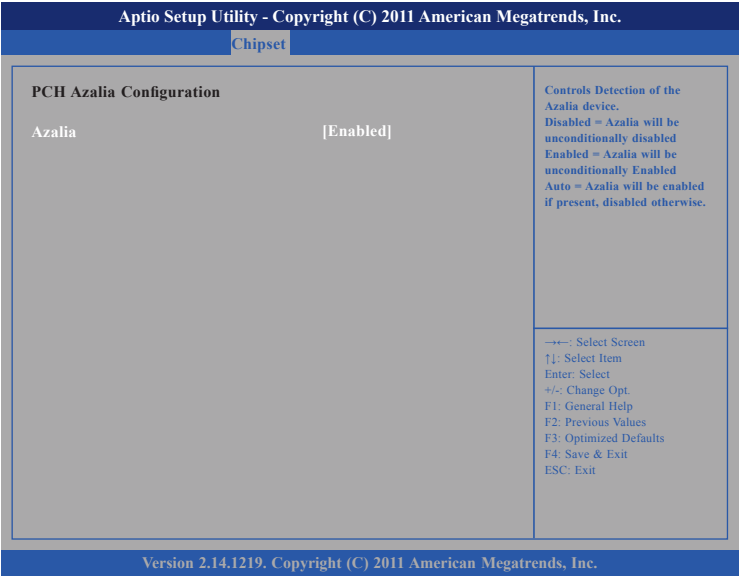 Aptio Setup Utility - Copyright (C) 2011 American Megatrends, Inc.
Chipset
PCH Azalia Configuration
Azalia [Enabled]
Controls Detection of the
Azalia device.
Disabled = Azalia will be
unconditionally disabled
Enabled = Azalia will be
unconditionally Enabled
Auto = Azalia will be enabled
if present, disabled otherwise.
→←: Select Screen
↑↓: Select Item
Enter: Select
+/-: Change Opt.
F1: General Help
F2: Previous Values
F3: Optimized Defaults
F4: Save & Exit
ESC: Exit
Version 2.14.1219. Copyright (C) 2011 American Megatrends, Inc.